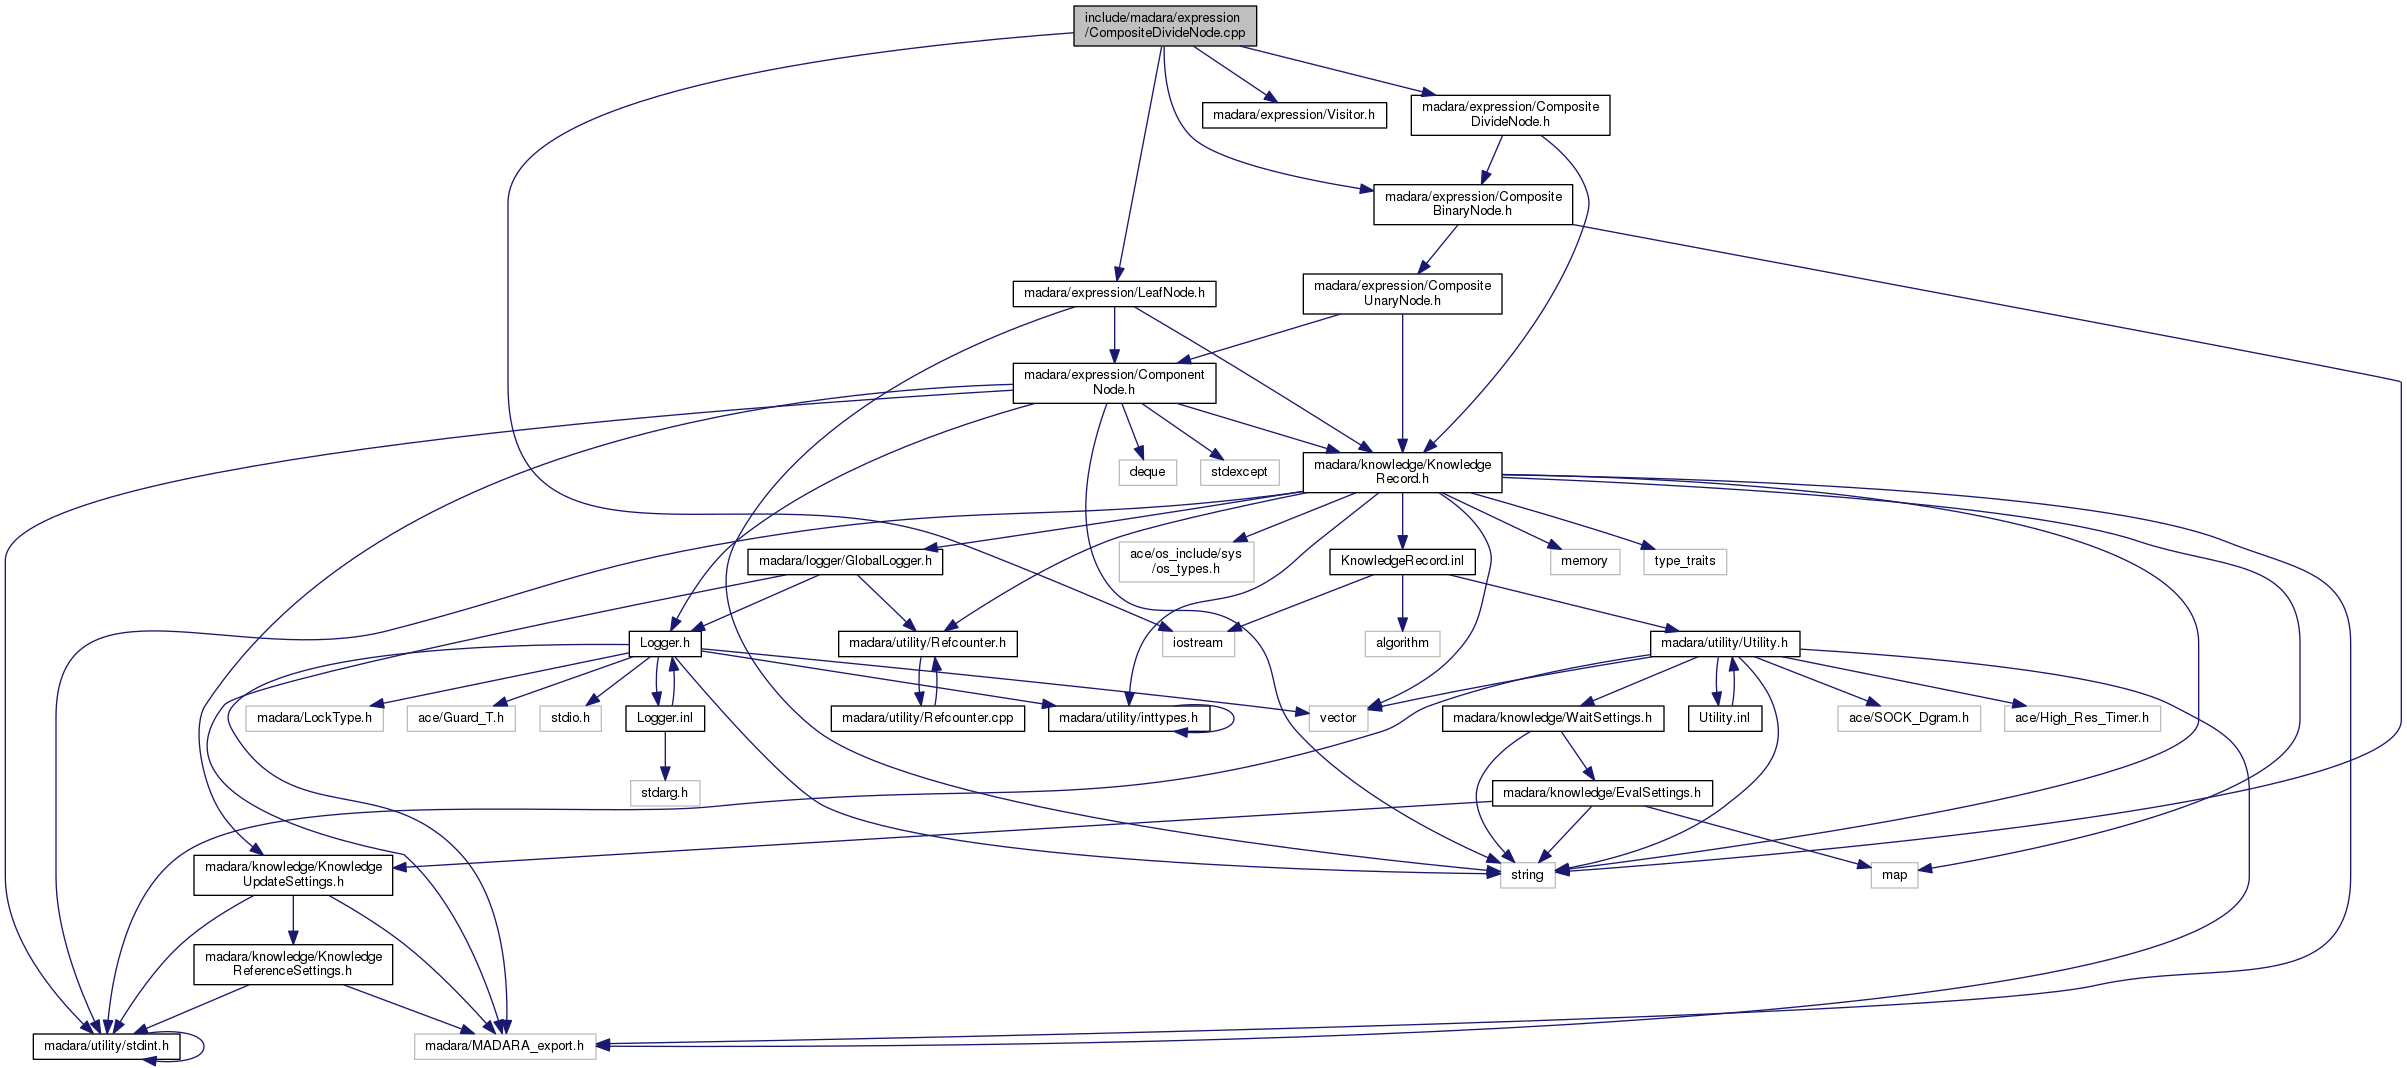 include/madara/expression
/CompositeDivideNode.cpp
madara/expression/Visitor.h
madara/expression/Composite
DivideNode.h
madara/expression/Composite
BinaryNode.h
madara/expression/LeafNode.h
madara/expression/Composite
UnaryNode.h
madara/expression/Component
Node.h
deque
stdexcept
madara/knowledge/Knowledge
Record.h
madara/logger/GlobalLogger.h
ace/os_include/sys
/os_types.h
KnowledgeRecord.inl
memory
type_traits
Logger.h
madara/utility/Refcounter.h
iostream
algorithm
madara/utility/Utility.h
madara/LockType.h
ace/Guard_T.h
stdio.h
Logger.inl
madara/utility/Refcounter.cpp
madara/utility/inttypes.h
vector
madara/knowledge/WaitSettings.h
Utility.inl
ace/SOCK_Dgram.h
ace/High_Res_Timer.h
stdarg.h
madara/knowledge/EvalSettings.h
madara/knowledge/Knowledge
UpdateSettings.h
string
map
madara/knowledge/Knowledge
ReferenceSettings.h
madara/utility/stdint.h
madara/MADARA_export.h